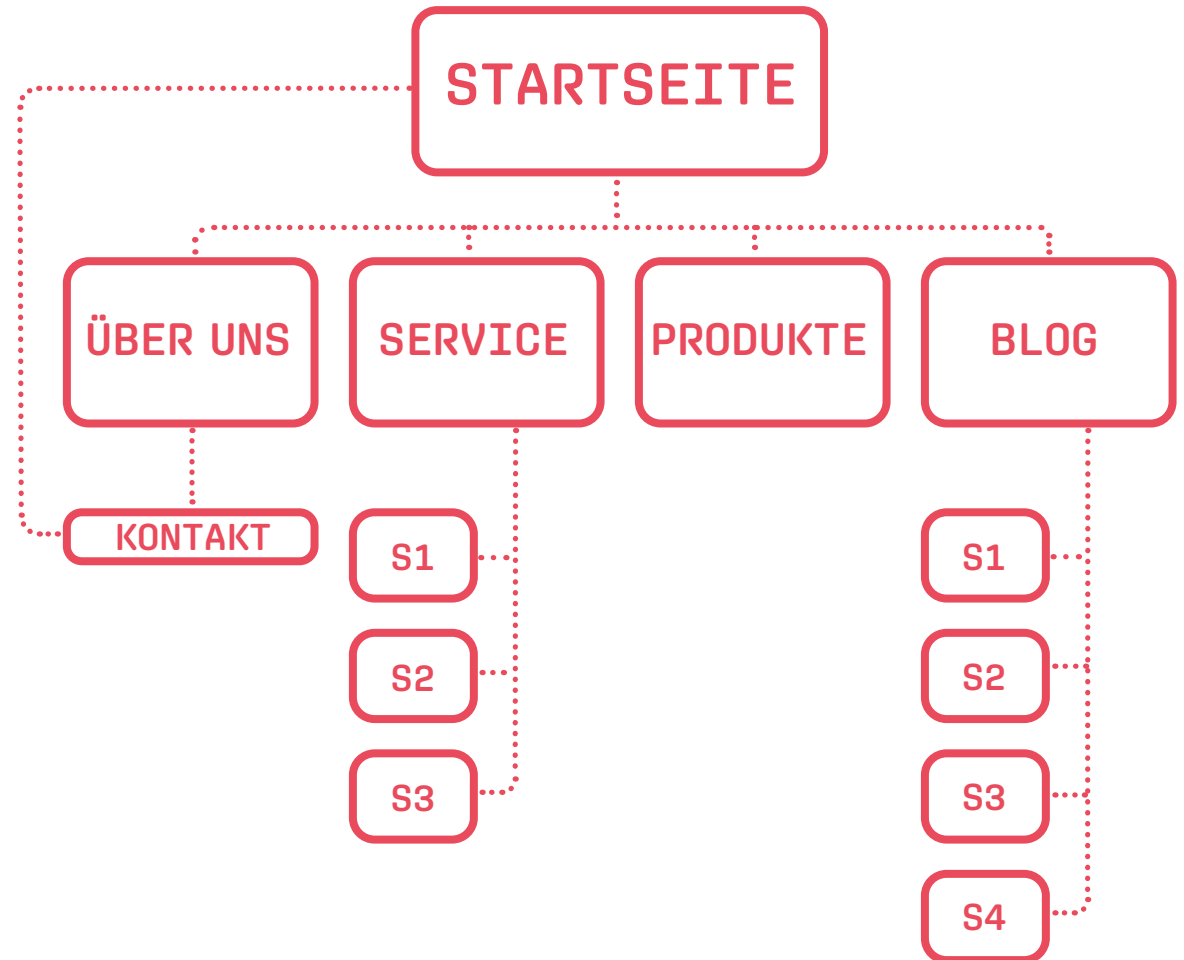 STARTSEITE
ÜBER UNS
SERVICE
PRODUKTE
BLOG
KONTAKT
S1
S2
S3
S1
S2
S3
S4